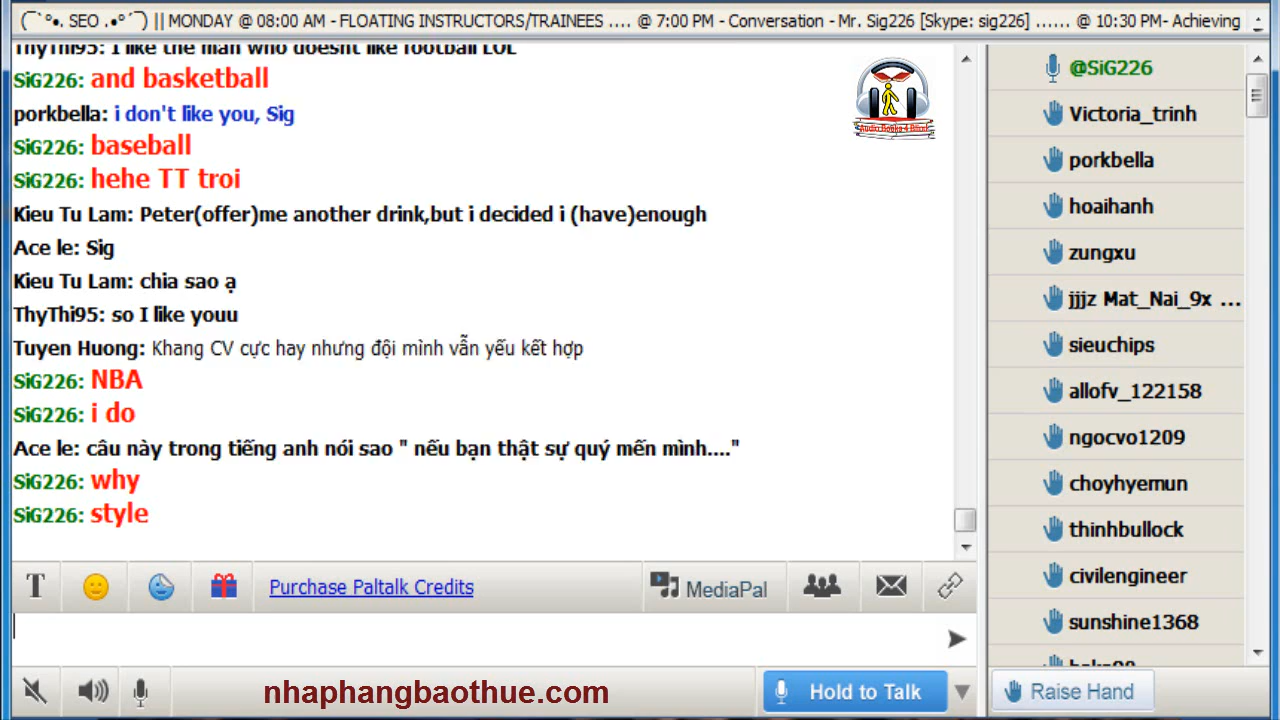 (¯`°•. SEO .•°´¯) || MONDAY @ 08:00 AM - FLOATING INSTRUCTORS/TRAINEES .... @ 7:00 PM - Conversation - Mr. Sig226 [Skype: sig226] ...... @ 10:30 PM- Achieving
ThyThi95: I like the man who doesnt like football LOL
SiG226: and basketball
porkbella: i don't like you, Sig
SiG226: baseball
SiG226: hehe TT troi
Kieu Tu Lam: Peter(offer)me another drink,but i decided i (have)enough
Ace le: Sig
Kieu Tu Lam: chia sao ạ
ThyThi95: so I like youu
Tuyen Huong: Khang CV cực hay nhưng đội mình vẫn yếu kết hợp
SiG226: NBA
SiG226: i do
Ace le: câu này trong tiếng anh nói sao " nếu bạn thật sự quý mến mình...."
SiG226: why
SiG226: style
Audio Books 4 Blind
@SiG226
Victoria_trinh
porkbella
hoaihanh
zungxu
jjjz Mat_Nai_9x ...
sieuchips
allofv_122158
ngocvo1209
choyhyemun
thinhbullock
civilengineer
sunshine1368
T
Purchase Paltalk Credits
MediaPal
nhaphangbaothue.com
Hold to Talk
Raise Hand